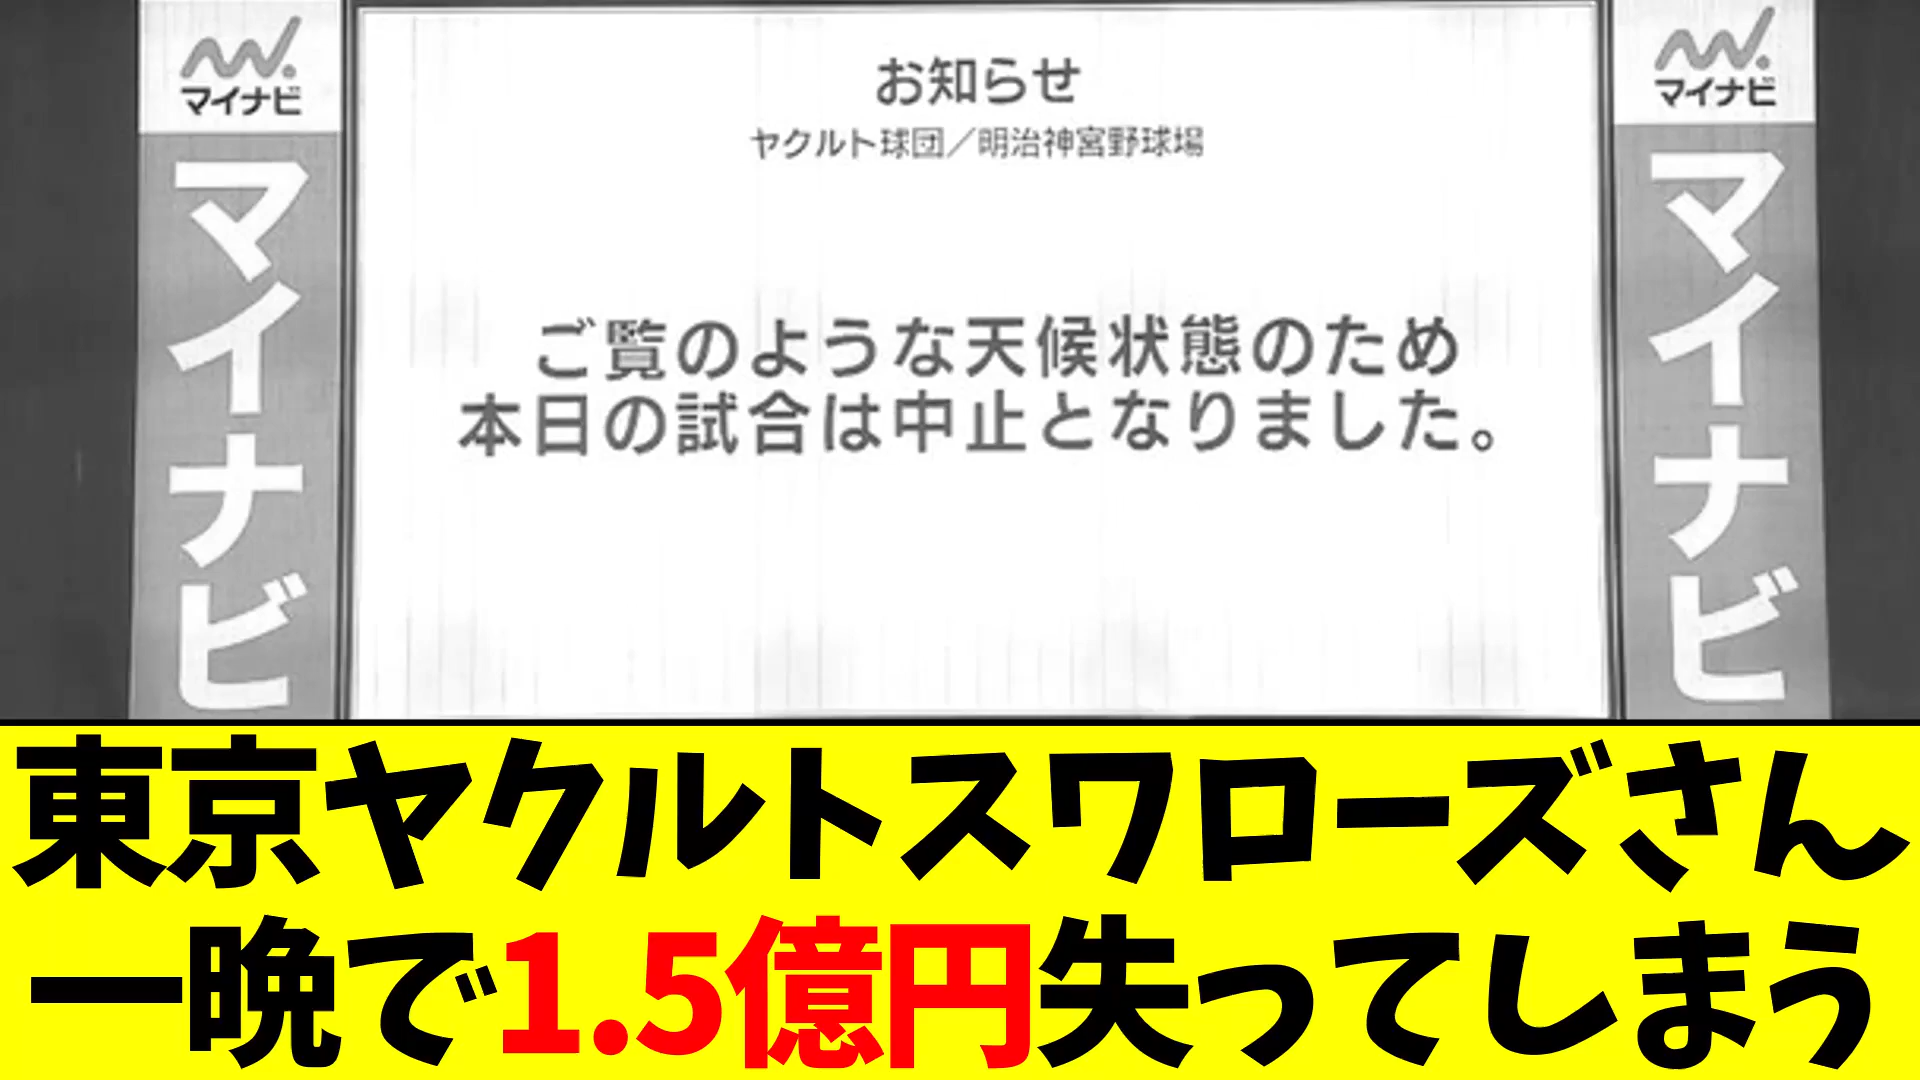 マイナビ
マイナビ
お知らせ
ヤクルト球団／明治神宮野球場
ご覧のような天候状態のため
本日の試合は中止となりました。
マイナビ
マイナビ
東京ヤクルトスワローズさん
一晩で1.5億円失ってしまう